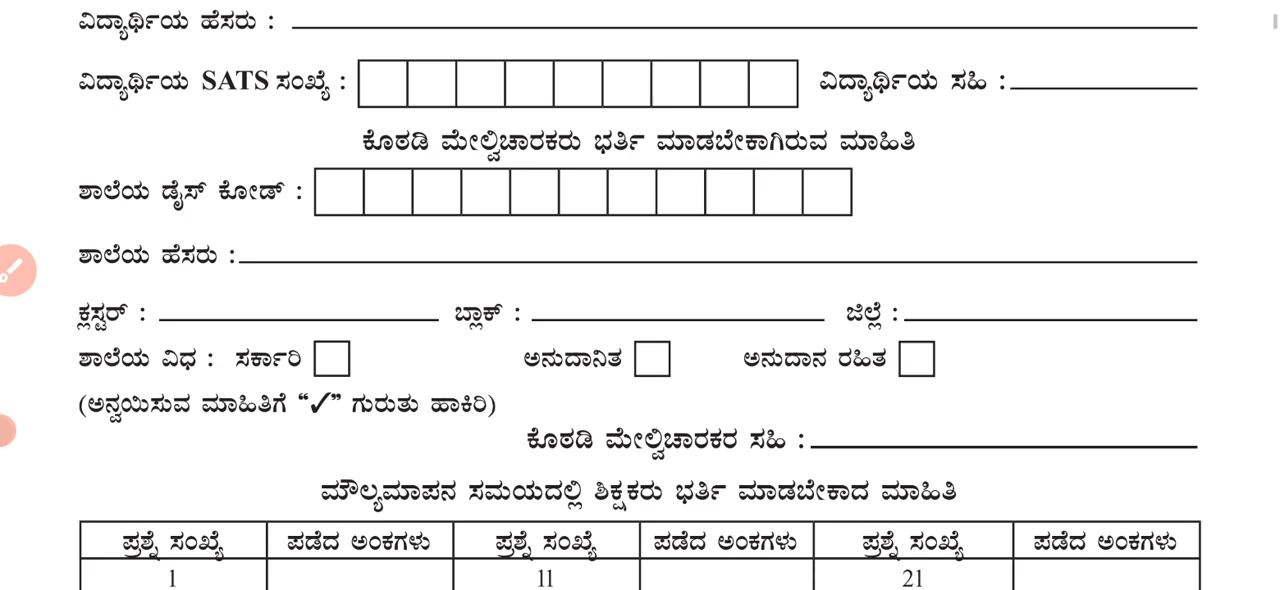 ವಿದ್ಯಾರ್ಥಿಯ ಹೆಸರು :
ವಿದ್ಯಾರ್ಥಿಯ SATS ಸಂಖ್ಯೆ : ವಿದ್ಯಾರ್ಥಿಯ ಸಹಿ :
ಕೊಠಡಿ ಮೇಲ್ವಿಚಾರಕರು ಭರ್ತಿ ಮಾಡಬೇಕಾಗಿರುವ ಮಾಹಿತಿ
ಶಾಲೆಯ ಡೈಸ್ ಕೋಡ್ :
ಶಾಲೆಯ ಹೆಸರು :
ಕ್ಲಸ್ಟರ್ : ಬ್ಲಾಕ್ : ಜಿಲ್ಲೆ :
ಶಾಲೆಯ ವಿಧ : ಸರ್ಕಾರಿ ಅನುದಾನಿತ ಅನುದಾನ ರಹಿತ
(ಅನ್ವಯಿಸುವ ಮಾಹಿತಿಗೆ “✓” ಗುರುತು ಹಾಕಿರಿ)
ಕೊಠಡಿ ಮೇಲ್ವಿಚಾರಕರ ಸಹಿ :
ಮೌಲ್ಯಮಾಪನ ಸಮಯದಲ್ಲಿ ಶಿಕ್ಷಕರು ಭರ್ತಿ ಮಾಡಬೇಕಾದ ಮಾಹಿತಿ
ಪ್ರಶ್ನೆ ಸಂಖ್ಯೆ ಪಡೆದ ಅಂಕಗಳು ಪ್ರಶ್ನೆ ಸಂಖ್ಯೆ ಪಡೆದ ಅಂಕಗಳು ಪ್ರಶ್ನೆ ಸಂಖ್ಯೆ ಪಡೆದ ಅಂಕಗಳು
1 11 21